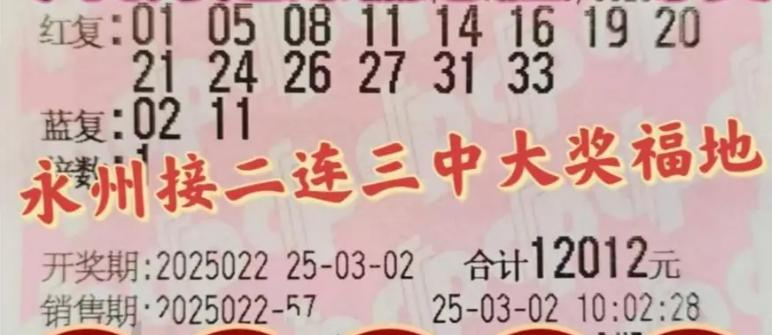 红复:01 05 08 11 14 16 19 20
21 24 26 27 31 33
蓝复:02 11
倍数:1
永州接二连三中大奖福地
开奖期:2025022 25-03-02 合计12012元
销售期:2025022-57 25-03-02 10:02:28